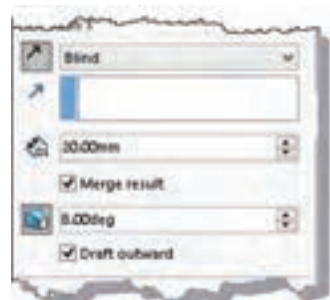 Blind
20.00mm
Merge result
8.00deg
Draft outward